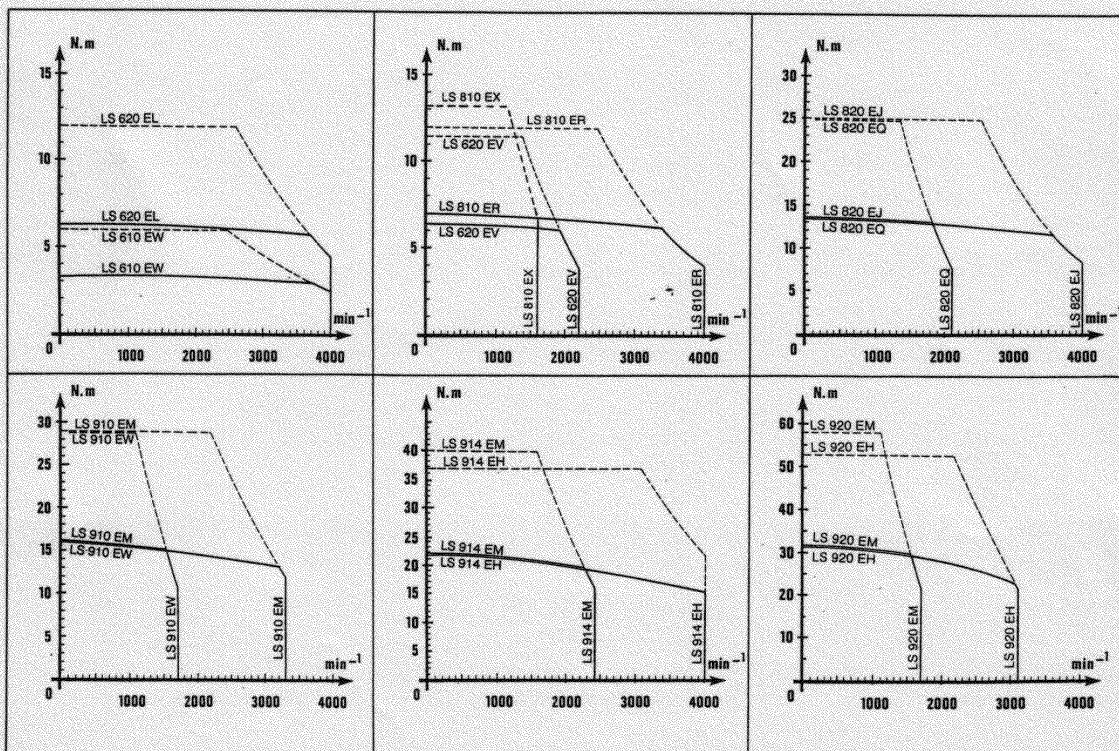 N.m
15
LS 620 EL
10
LS 620 EL
5
LS 610 EW
LS 610 EW
min⁻¹
0
1000
2000
3000
4000
N.m
15
LS 810 EX
LS 810 ER
LS 620 EV
10
LS 810 ER
LS 620 EV
5
LS 810 EX
LS 620 EV
LS 810 ER
min⁻¹
0
1000
2000
3000
4000
N.m
30
25
LS 820 EJ
LS 820 EQ
20
15
LS 820 EJ
LS 820 EQ
10
5
LS 820 EQ
LS 820 EJ
min⁻¹
0
1000
2000
3000
4000
N.m
30
LS 910 EM
LS 910 EW
25
20
15
LS 910 EM
LS 910 EW
10
5
LS 910 EW
LS 910 EM
min⁻¹
0
1000
2000
3000
4000
N.m
40
LS 914 EM
LS 914 EH
35
30
25
20
LS 914 EM
LS 914 EH
15
10
5
LS 914 EM
LS 914 EH
min⁻¹
0
1000
2000
3000
4000
N.m
60
LS 920 EM
50
LS 920 EH
40
30
LS 920 EM
LS 920 EH
20
10
LS 920 EM
LS 920 EH
min⁻¹
0
1000
2000
3000
4000